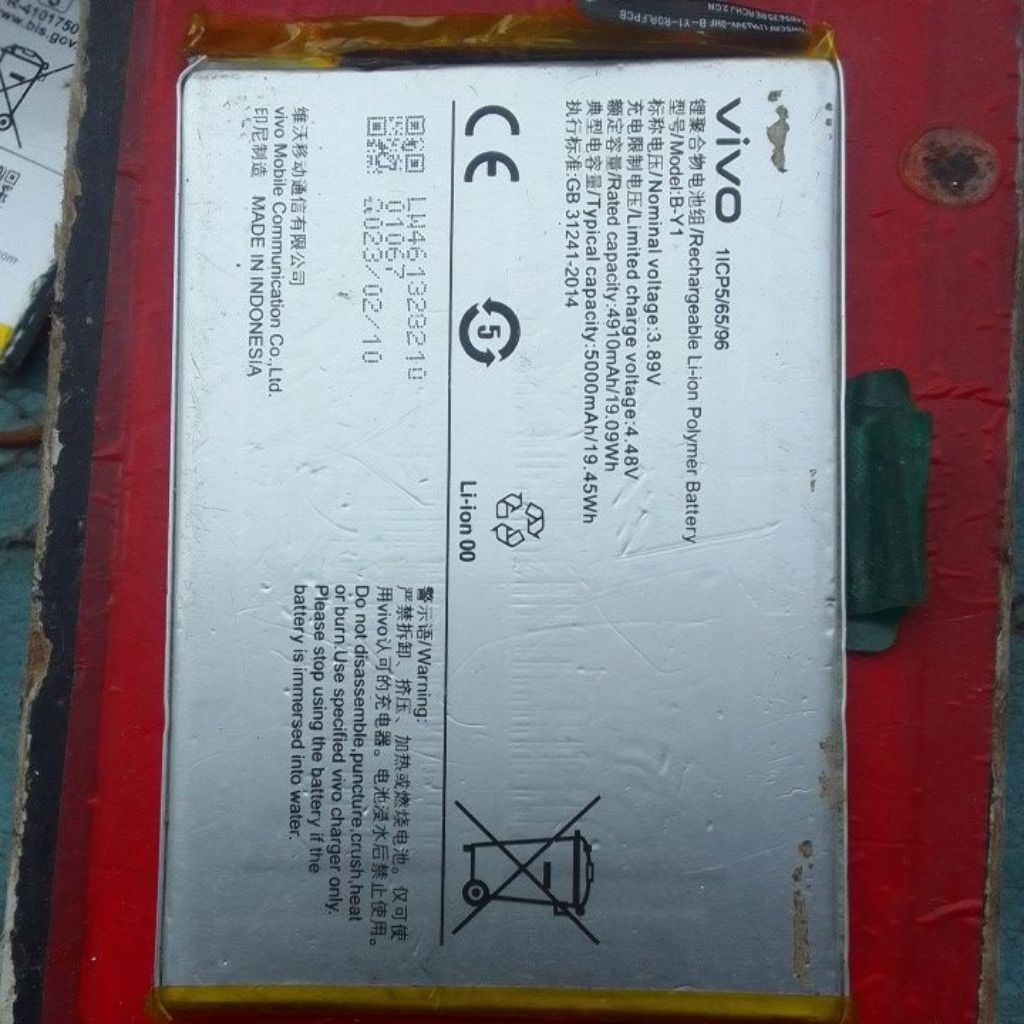 vivo 1ICP5/65/96
锂聚合物电池组/Rechargeable Li-ion Polymer Battery
型号/Model:B-Y1
标称电压/Nominal voltage:3.89V
充电限制电压/Limited charge voltage:4.48V
额定容量/Rated capacity:4910mAh/19.09Wh
典型电容量/Typical capacity:5000mAh/19.45Wh
执行标准:GB 31241-2014
CE
5
Li-ion 00
LW461320210
01067
2023/02/10
维沃移动通信有限公司
vivo Mobile Communication Co.,Ltd.
印尼制造 MADE IN INDONESIA
警示语/Warning:
严禁拆卸、挤压、加热或燃烧电池。仅可使
用vivo认可的充电器。电池浸水后禁止使用。
Do not disassemble,puncture,crush,heat
or burn.Use specified vivo charger only.
Please stop using the battery if the
battery is immersed into water.
R-4101750
www.bis.gov